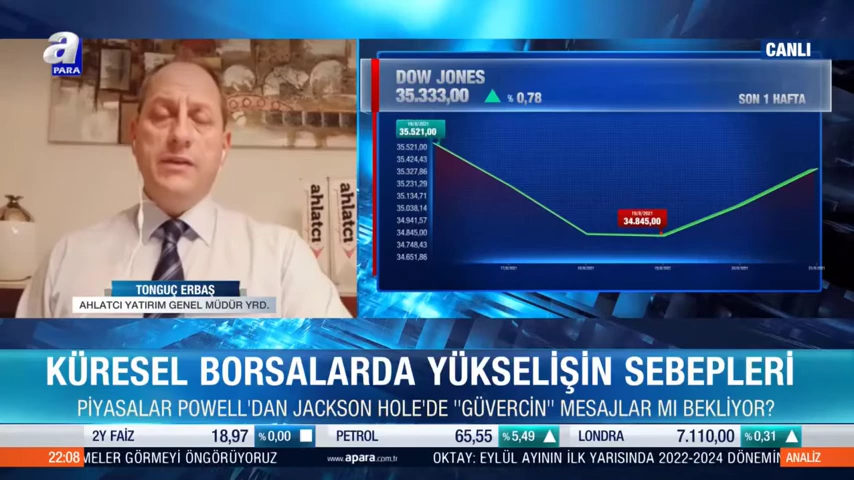 a
PARA
CANLI
DOW JONES
35.333,00 ▲ % 0,78
SON 1 HAFTA
35.521,00
35.521,00
35.424,43
35.327,86
35.231,29
35.134,71
35.038,14
34.941,57
34.845,00
34.748,43
34.651,86
19/8/2021
34.845,00
ahlatcı
ahlatcı
TONGUÇ ERBAŞ
AHLATCI YATIRIM GENEL MÜDÜR YRD.
KÜRESEL BORSALARDA YÜKSELİŞİN SEBEPLERİ
PİYASALAR POWELL'DAN JACKSON HOLE'DE "GÜVERCİN" MESAJLAR MI BEKLİYOR?
2Y FAİZ 18,97 % 0,00
PETROL 65,55 % 5,49 ▲
LONDRA 7.110,00 % 0,31 ▲
22:08 MELER GÖRMEYİ ÖNGÖRÜYORUZ www.apara.com.tr OKTAY: EYLÜL AYININ İLK YARISINDA 2022-2024 DÖNEMİN ANALİZ